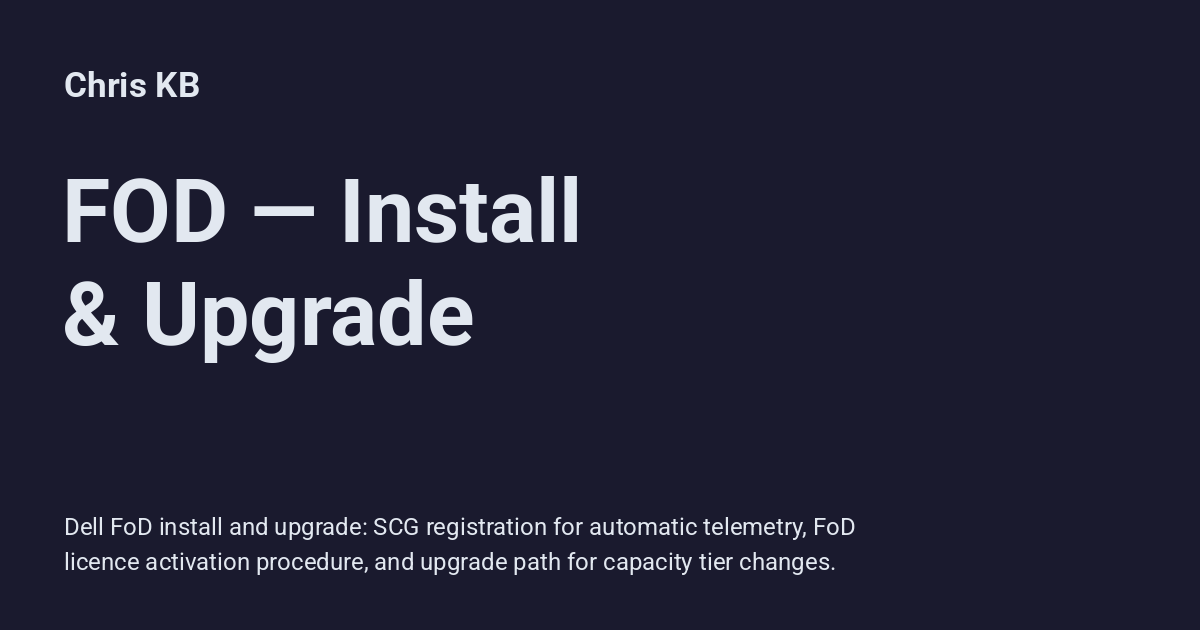 Chris KB
FOD — Install
& Upgrade
Dell FoD install and upgrade: SCG registration for automatic telemetry, FoD
licence activation procedure, and upgrade path for capacity tier changes.